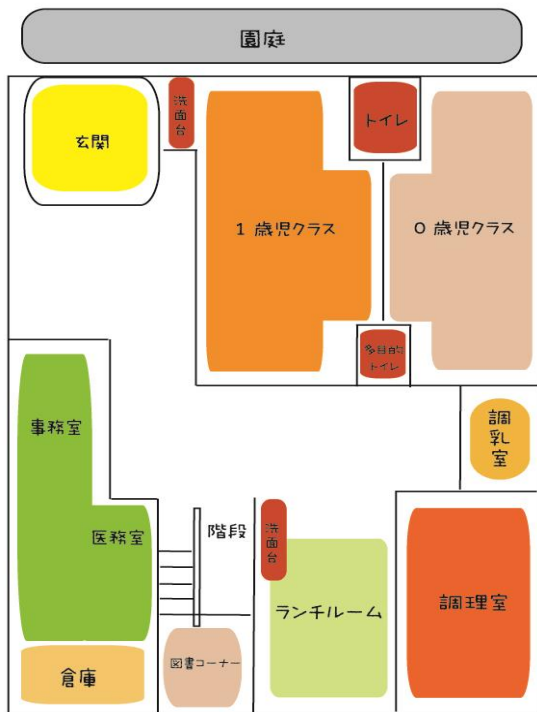 園庭
玄関
洗面台
トイレ
1 歳児クラス
0 歳児クラス
多目的
トイレ
事務室
調乳室
医務室
階段
洗面台
ランチルーム
調理室
図書コーナー
倉庫